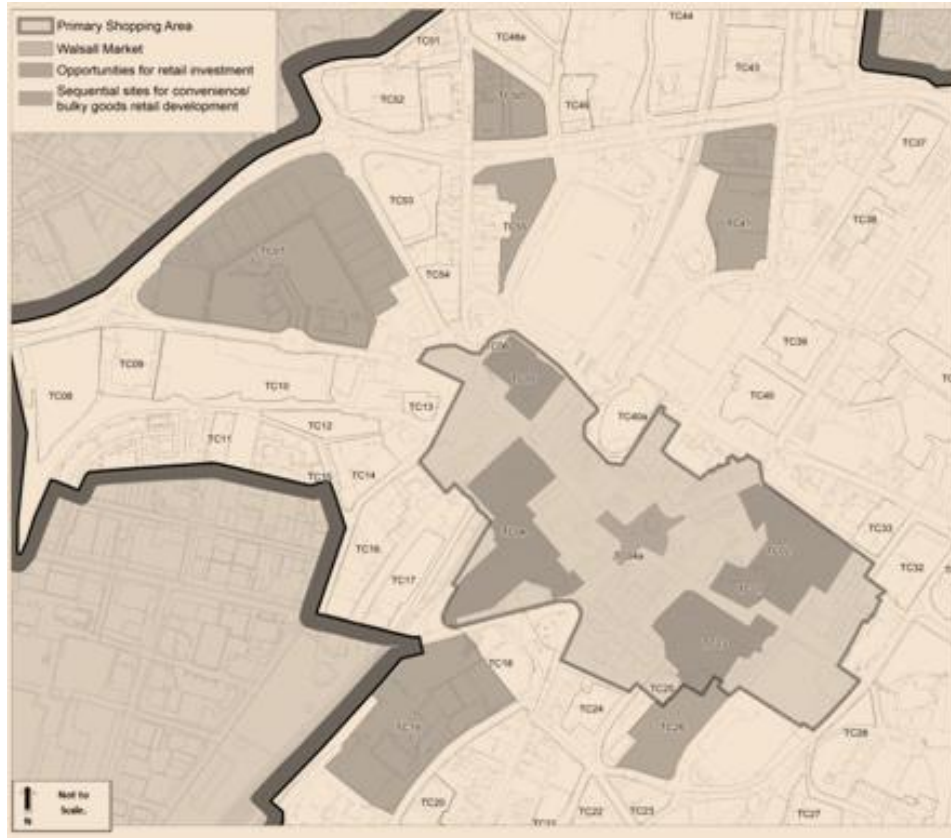 Primary Shopping Area
Walsall Market
Opportunities for retail investment
Sequential sites for convenience/
bulky goods retail development
TC51
TC48a
TC44
TC43
TC52
TC37
TC53
TC38
TC54
TC39
TC09
TC08
TC10
TC40
TC13
TC40a
TC12
TC11
TC14
TC33
TC16
TC32
TC17
TC18
TC25
TC24
TC26
TC28
TC19
TC20
TC22
TC23
TC27
Not to
Scale.
N